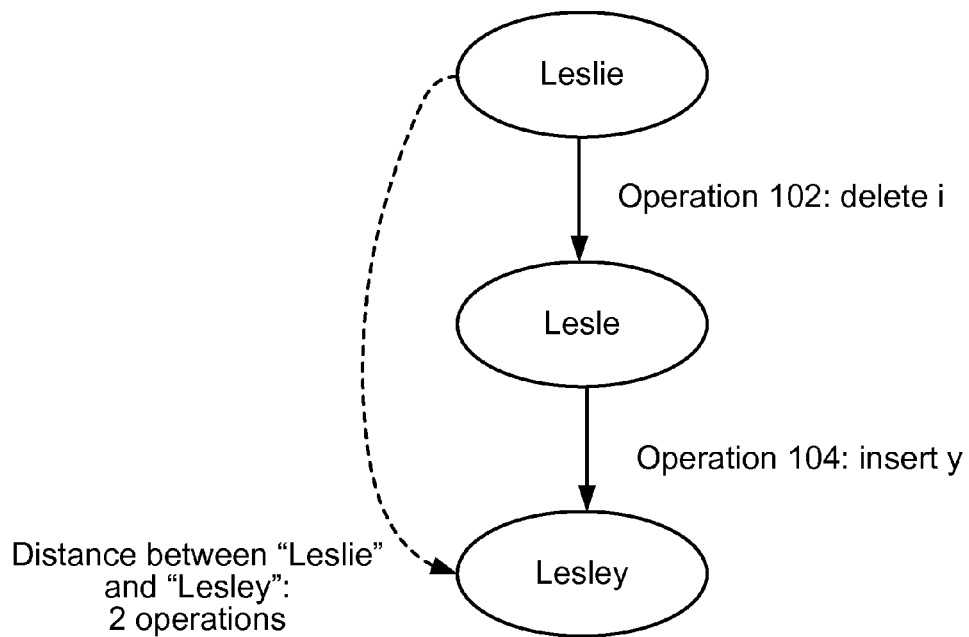 Leslie
Operation 102: delete i
Lesle
Operation 104: insert y
Distance between “Leslie”
and “Lesley”:
2 operations
Lesley